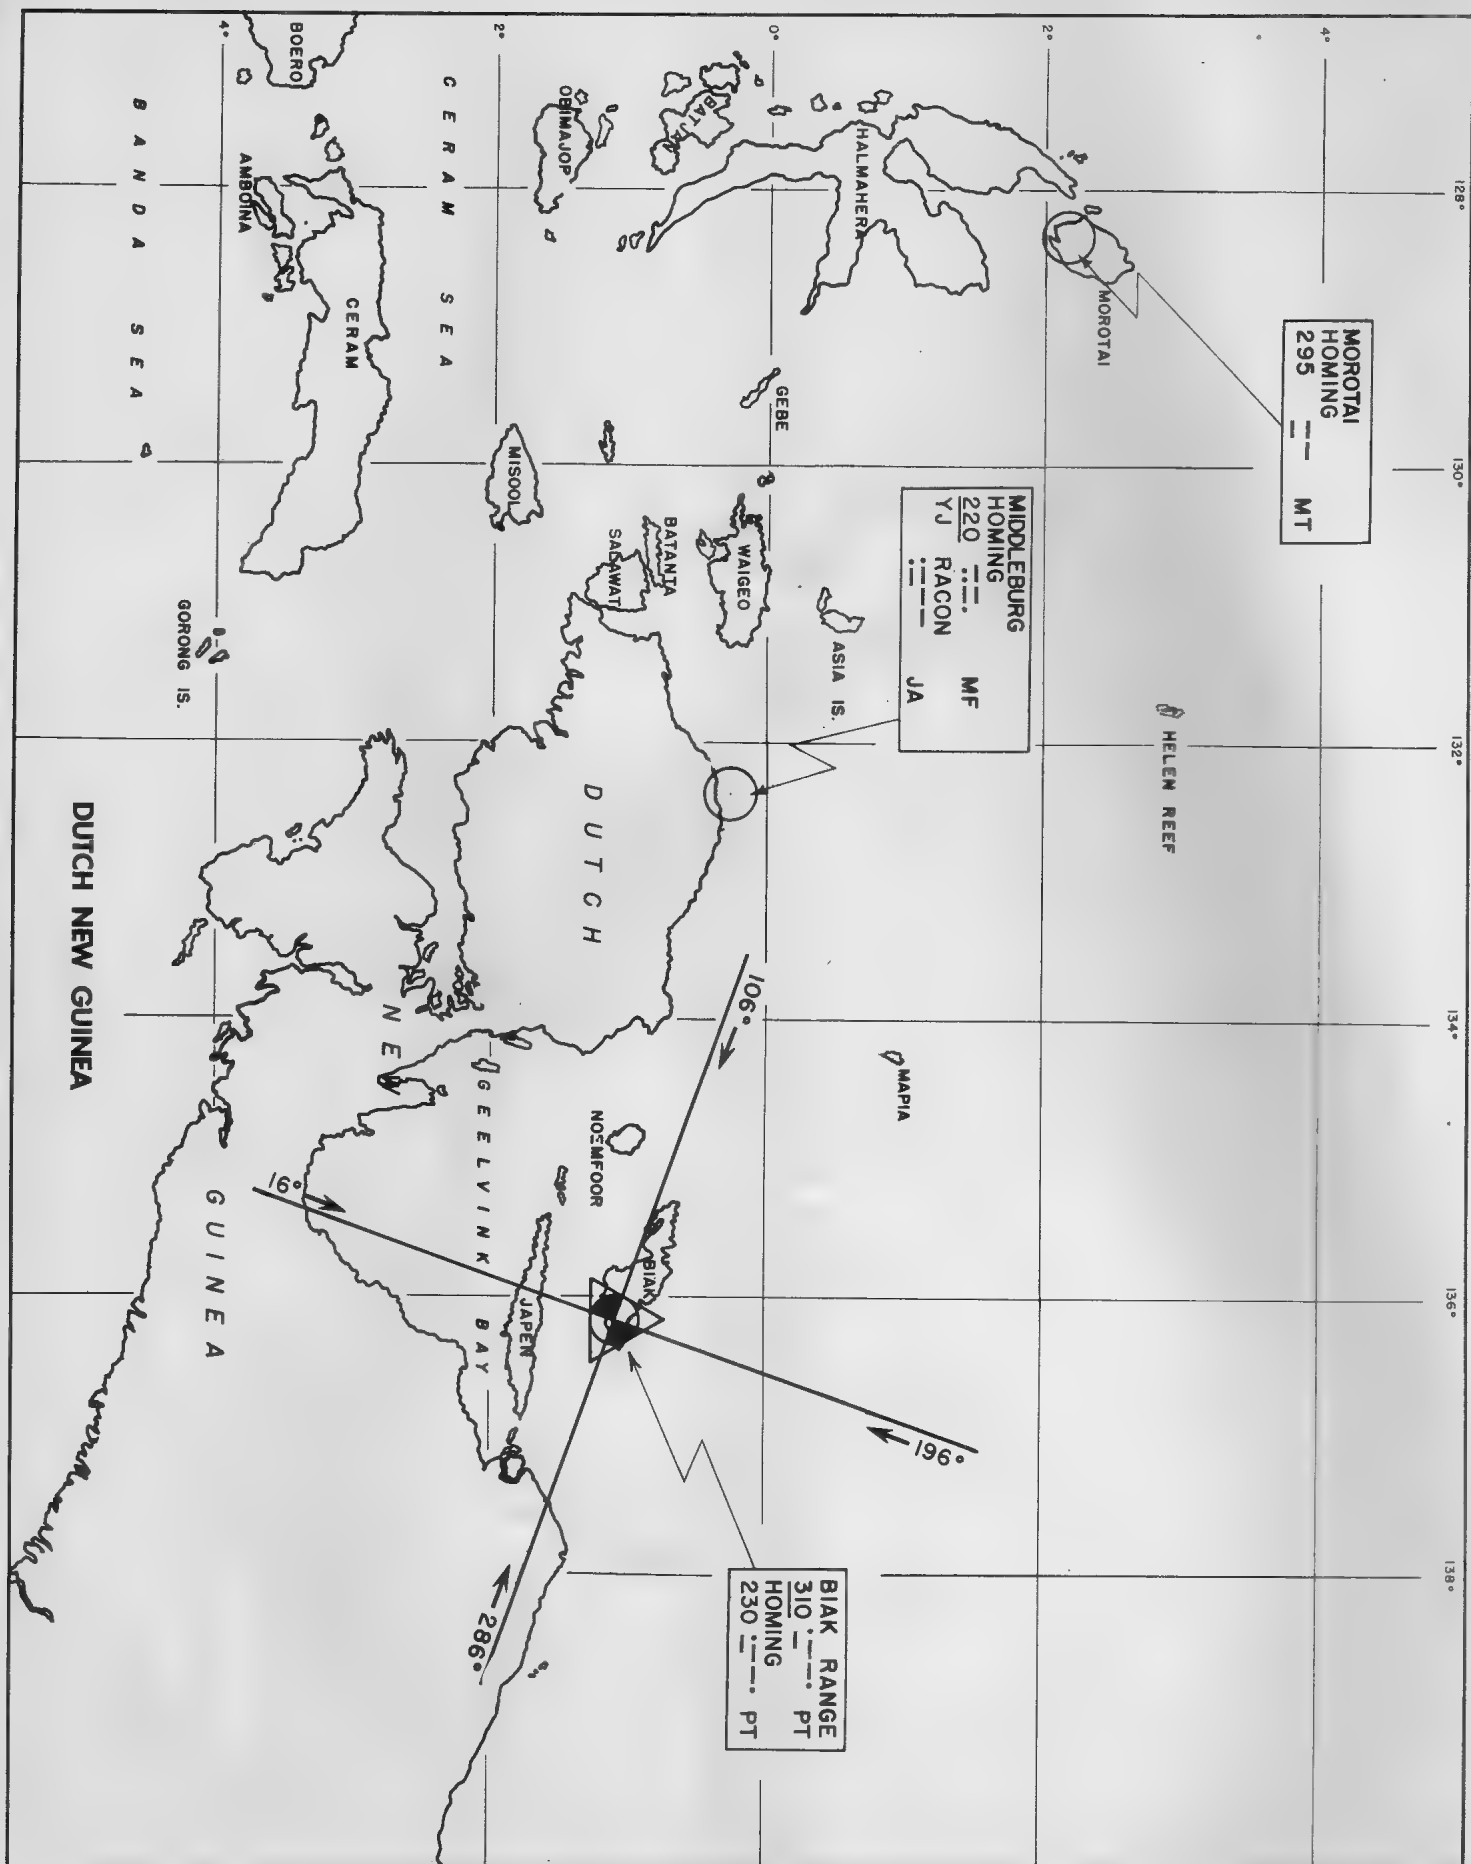 128°
130°
132°
134°
136°
138°
4°
2°
0°
2°
4°
MOROTAI
HOMING
295 –– MT
–
MOROTAI
HALMAHERA
BATJA
OBIMAJOP
BOERO
AMBOINA
CERAM
CERAM SEA
BANDA SEA
GEBE
MISOOL
HELEN REEF
MIDDLEBURG
HOMING
220 –– MF
··–·
YJ RACON
·––– JA
ASIA IS.
WAIGEO
BATANTA
SALAWATI
GORONG IS.
DUTCH
NEW
GUINEA
MAPIA
NOEMFOOR
BIAK
JAPEN
GEELVINK BAY
106°
16°
196°
286°
BIAK RANGE
310 ·––· PT
–
HOMING
230 ·––· PT
–
DUTCH NEW GUINEA